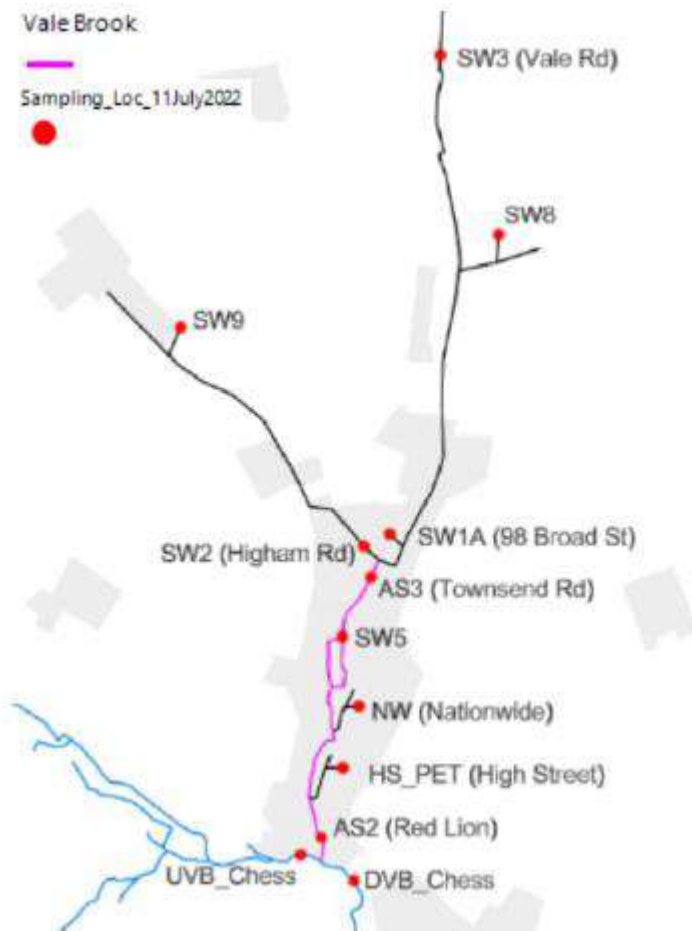 Vale Brook
Sampling_Loc_11July2022
SW3 (Vale Rd)
SW8
SW9
SW1A (98 Broad St)
SW2 (Higham Rd)
AS3 (Townsend Rd)
SW5
NW (Nationwide)
HS_PET (High Street)
AS2 (Red Lion)
UVB_Chess
DVB_Chess